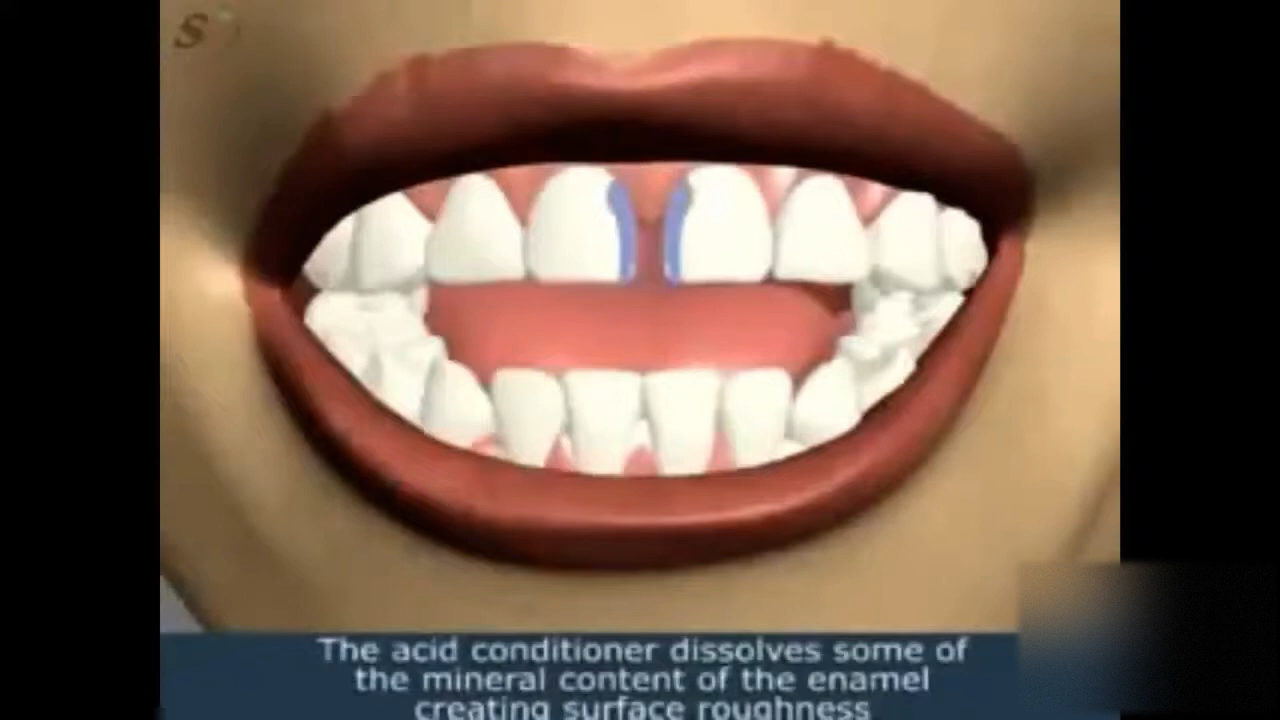 S
The acid conditioner dissolves some of
the mineral content of the enamel
creating surface roughness